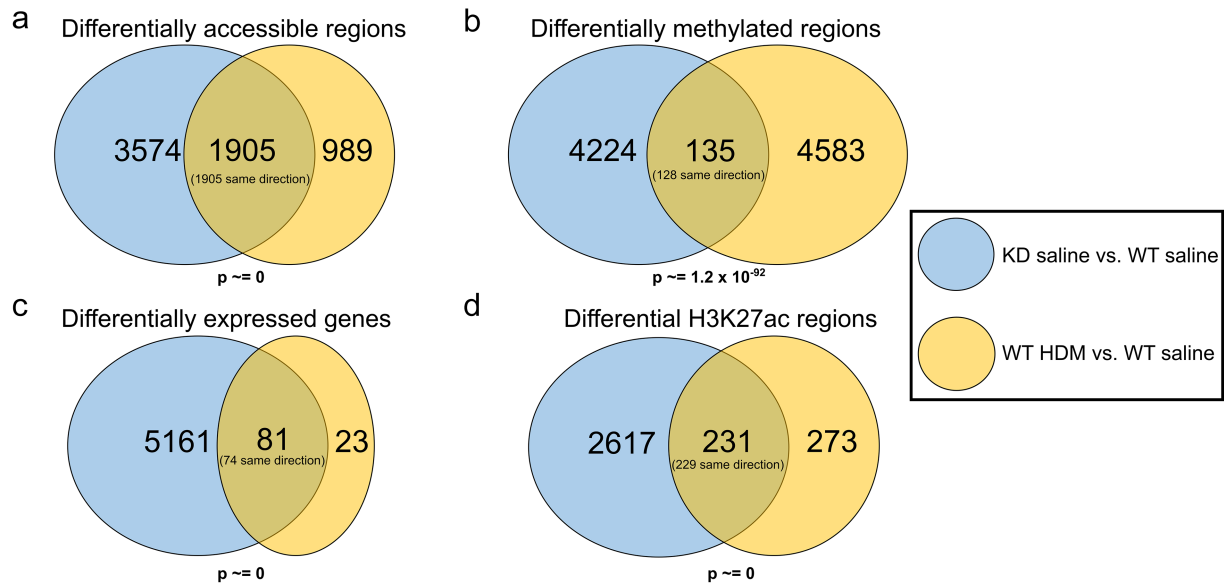 a
Differentially accessible regions
3574
1905
989
(1905 same direction)
p ~= 0
b
Differentially methylated regions
4224
135
4583
(128 same direction)
p ~= 1.2 x 10⁻⁹²
c
Differentially expressed genes
5161
81
23
(74 same direction)
p ~= 0
d
Differential H3K27ac regions
2617
231
273
(229 same direction)
p ~= 0
KD saline vs. WT saline
WT HDM vs. WT saline